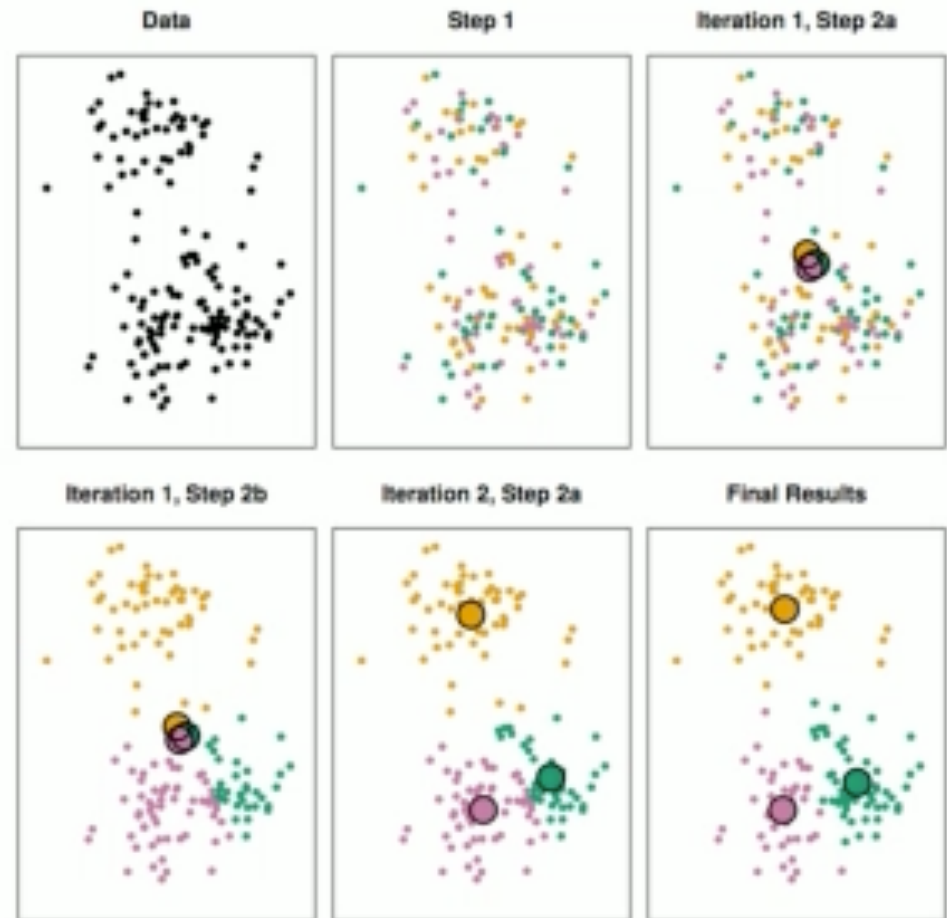 Data
Step 1
Iteration 1, Step 2a
Iteration 1, Step 2b
Iteration 2, Step 2a
Final Results